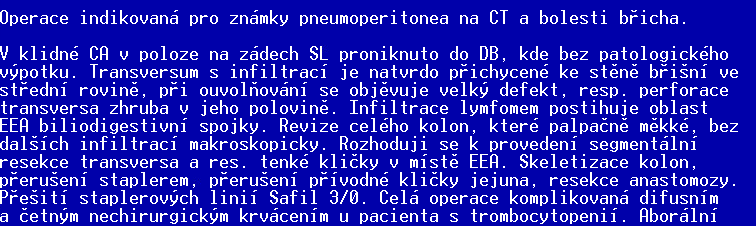 Operace indikovaná pro známky pneumoperitonea na CT a bolesti břicha.
V klidné CA v poloze na zádech SL proniknuto do DB, kde bez patologického
výpotku. Transversum s infiltrací je natvrdo přichycené ke stěně břišní ve
střední rovině, při ouvolňování se objěvuje velký defekt, resp. perforace
transversa zhruba v jeho polovině. Infiltrace lymfomem postihuje oblast
EEA biliodigestivní spojky. Revize celého kolon, které palpačně měkké, bez
dalších infiltrací makroskopicky. Rozhoduji se k provedení segmentální
resekce transversa a res. tenké kličky v místě EEA. Skeletizace kolon,
přerušení staplerem, přerušení přívodné kličky jejuna, resekce anastomozy.
Přešití staplerových linií Safil 3/0. Celá operace komplikovaná difusním
a četným nechirurgickým krvácením u pacienta s trombocytopenií. Aborální